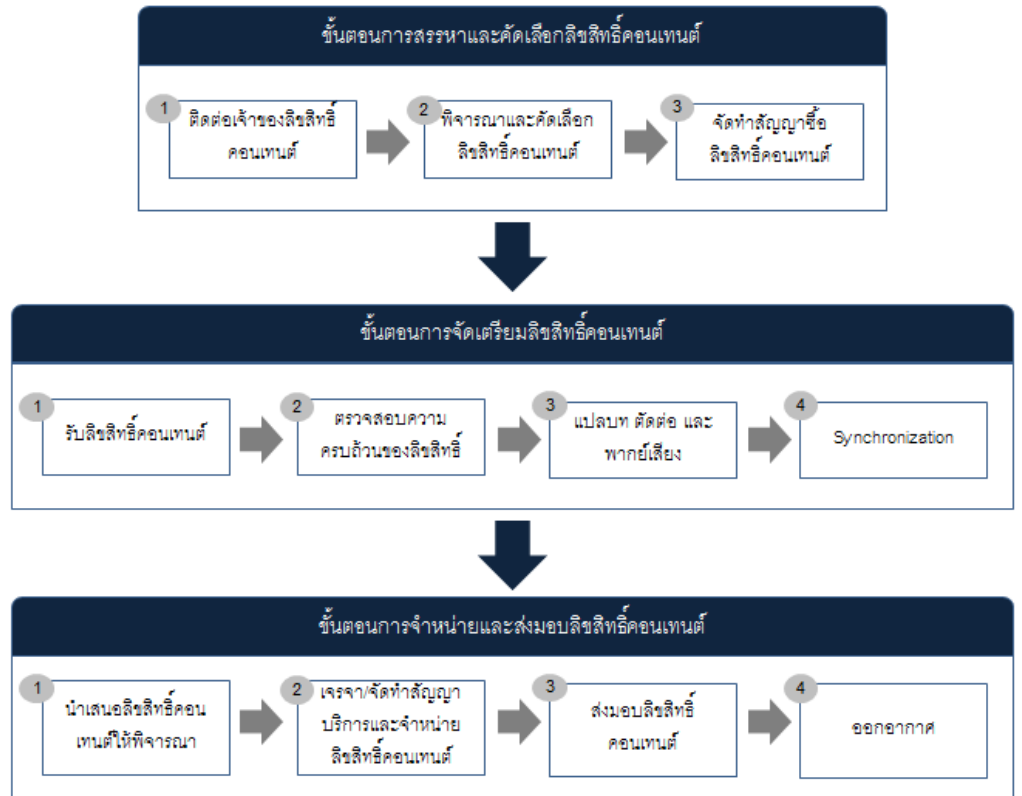 ขั้นตอนการสรรหาและคัดเลือกลิขสิทธิ์คอนเทนต์
1
ติดต่อเจ้าของลิขสิทธิ์
คอนเทนต์
2
พิจารณาและคัดเลือก
ลิขสิทธิ์คอนเทนต์
3
จัดทำสัญญาซื้อ
ลิขสิทธิ์คอนเทนต์
ขั้นตอนการจัดเตรียมลิขสิทธิ์คอนเทนต์
1
รับลิขสิทธิ์คอนเทนต์
2
ตรวจสอบความ
ครบถ้วนของลิขสิทธิ์
3
แปลบท ตัดต่อ และ
พากย์เสียง
4
Synchronization
ขั้นตอนการจำหน่ายและส่งมอบลิขสิทธิ์คอนเทนต์
1
นำเสนอลิขสิทธิ์คอน
เทนต์ให้พิจารณา
2
เจรจา/จัดทำสัญญา
บริการและจำหน่าย
ลิขสิทธิ์คอนเทนต์
3
ส่งมอบลิขสิทธิ์
คอนเทนต์
4
ออกอากาศ